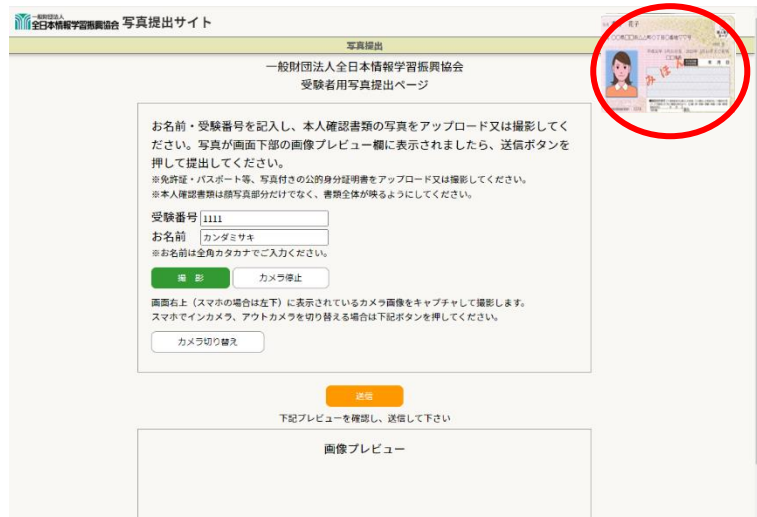 一般財団法人
全日本情報学習振興協会 写真提出サイト
写真提出
一般財団法人全日本情報学習振興協会
受験者用写真提出ページ
お名前・受験番号を記入し、本人確認書類の写真をアップロード又は撮影してく
ださい。写真が画面下部の画像プレビュー欄に表示されましたら、送信ボタンを
押して提出してください。
※免許証・パスポート等、写真付きの公的身分証明書をアップロード又は撮影してください。
※本人確認書類は顔写真部分だけでなく、書類全体が映るようにしてください。
受験番号 1111
お名前 カンダミサキ
※お名前は全角カタカナでご入力ください。
撮 影 カメラ停止
画面右上（スマホの場合は左下）に表示されているカメラ画像をキャプチャして撮影します。
スマホでインカメラ、アウトカメラを切り替える場合は下記ボタンを押してください。
カメラ切り替え
送信
下記プレビューを確認し、送信して下さい
画像プレビュー
花子
みほん